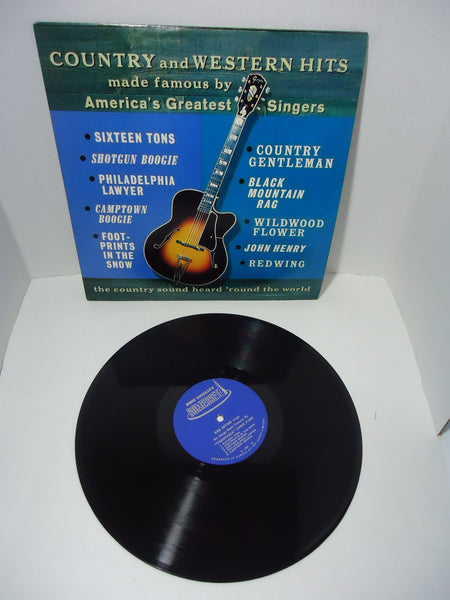 COUNTRY and WESTERN HITS
made famous by
America's Greatest Singers
• SIXTEEN TONS
• SHOTGUN BOOGIE
• PHILADELPHIA
LAWYER
• CAMPTOWN
BOOGIE
• FOOT-
PRINTS
IN THE
SNOW
• COUNTRY
GENTLEMAN
• BLACK
MOUNTAIN
RAG
• WILDWOOD
FLOWER
• JOHN HENRY
• REDWING
the country sound heard 'round the world
HIGH FIDELITY